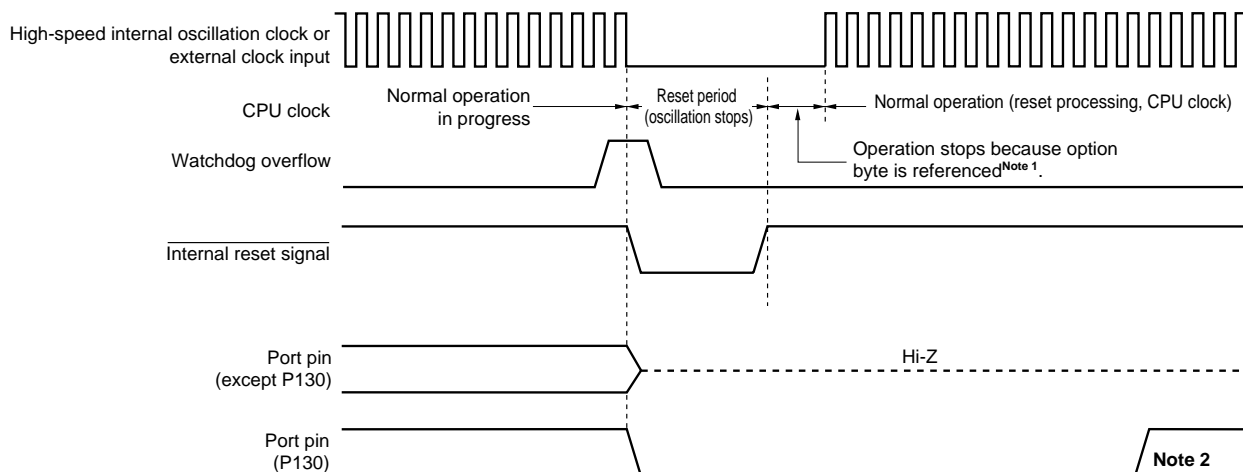 High-speed internal oscillation clock or
external clock input
CPU clock
Normal operation
in progress
Reset period
(oscillation stops)
Normal operation (reset processing, CPU clock)
Operation stops because option
byte is referencedNote 1.
Watchdog overflow
Internal reset signal
Port pin
(except P130)
Hi-Z
Port pin
(P130)
Note 2